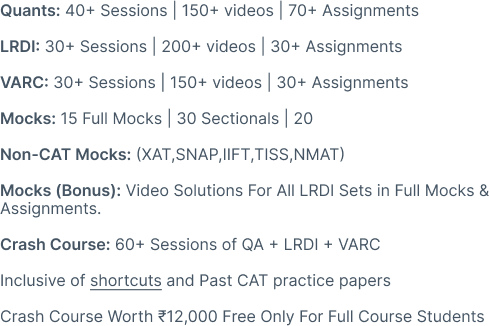 Quants: 40+ Sessions | 150+ videos | 70+ Assignments
LRDI: 30+ Sessions | 200+ videos | 30+ Assignments
VARC: 30+ Sessions | 150+ videos | 30+ Assignments
Mocks: 15 Full Mocks | 30 Sectionals | 20
Non-CAT Mocks: (XAT,SNAP,IIFT,TISS,NMAT)
Mocks (Bonus): Video Solutions For All LRDI Sets in Full Mocks &
Assignments.
Crash Course: 60+ Sessions of QA + LRDI + VARC
Inclusive of shortcuts and Past CAT practice papers
Crash Course Worth ₹12,000 Free Only For Full Course Students